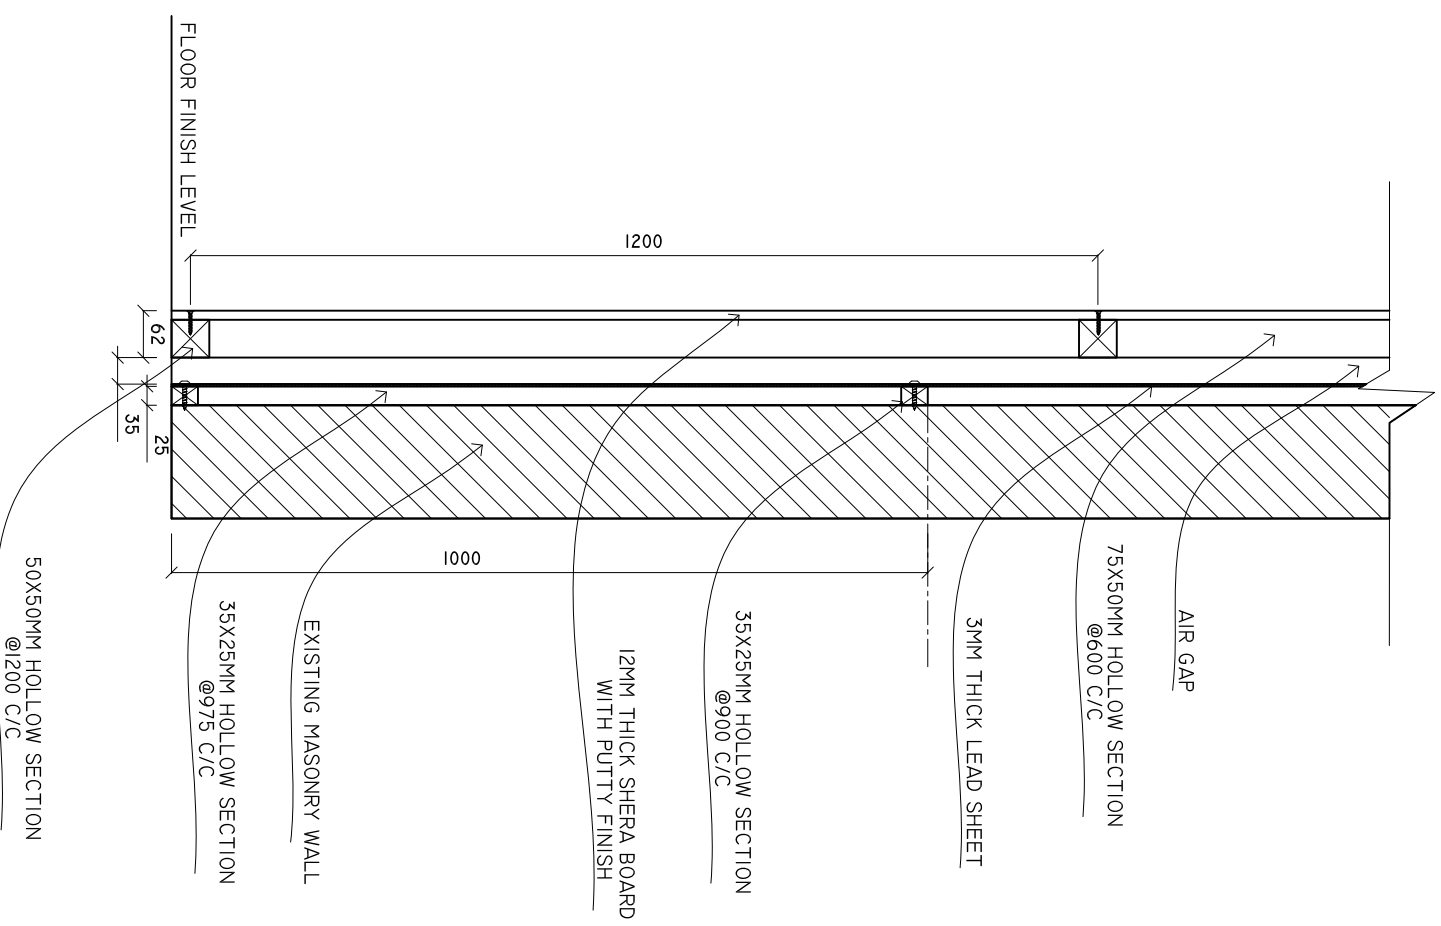 AIR GAP
75X50MM HOLLOW SECTION
@600 C/C
3MM THICK LEAD SHEET
35X25MM HOLLOW SECTION
@900 C/C
12MM THICK SHERA BOARD
WITH PUTTY FINISH
EXISTING MASONRY WALL
35X25MM HOLLOW SECTION
@975 C/C
50X50MM HOLLOW SECTION
@1200 C/C
1200
1000
FLOOR FINISH LEVEL
62
25
35